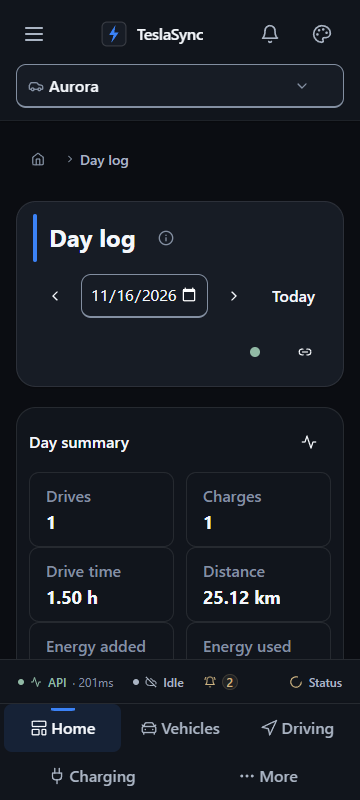 TeslaSync
Aurora
Day log
Day log
11/16/2026
Today
Day summary
Drives
1
Charges
1
Drive time
1.50 h
Distance
25.12 km
Energy added
Energy used
API · 201ms
Idle
2
Status
Home
Vehicles
Driving
Charging
More